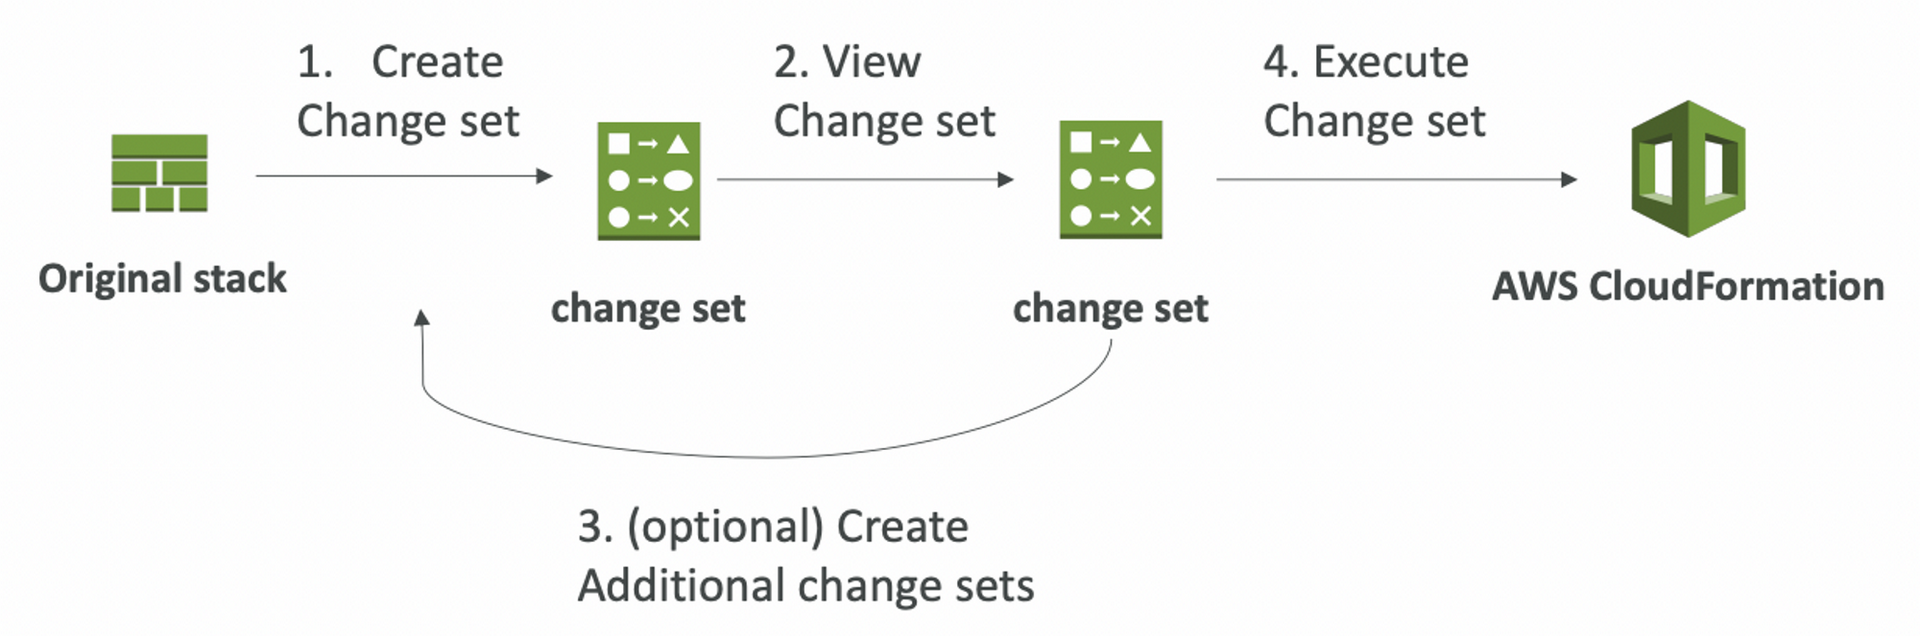 1. Create
Change set
2. View
Change set
4. Execute
Change set
Original stack
change set
change set
AWS CloudFormation
3. (optional) Create
Additional change sets